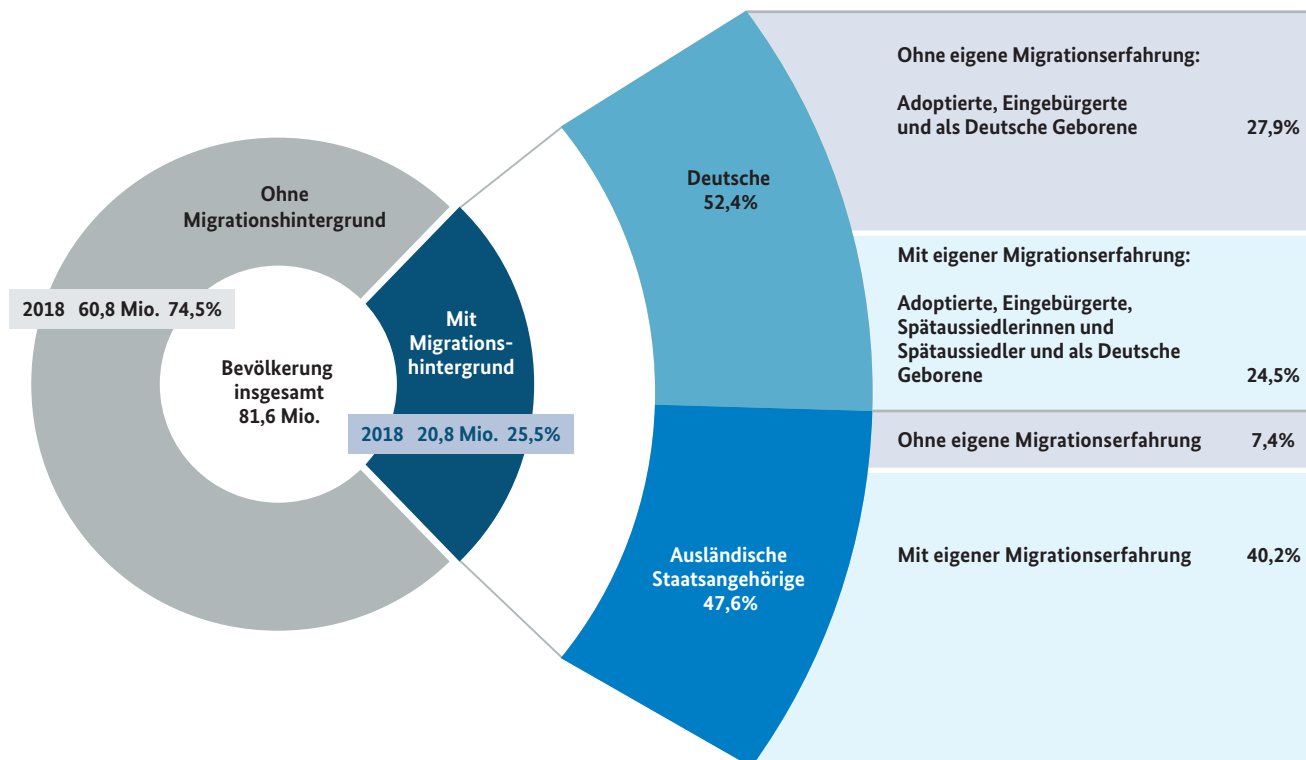 Ohne
Migrationshintergrund
2018 60,8 Mio. 74,5%
Bevölkerung
insgesamt
81,6 Mio.
Mit
Migrations-
hintergrund
2018 20,8 Mio. 25,5%
Deutsche
52,4%
Ausländische
Staatsangehörige
47,6%
Ohne eigene Migrationserfahrung:
Adoptierte, Eingebürgerte
und als Deutsche Geborene 27,9%
Mit eigener Migrationserfahrung:
Adoptierte, Eingebürgerte,
Spätaussiedlerinnen und
Spätaussiedler und als Deutsche
Geborene 24,5%
Ohne eigene Migrationserfahrung 7,4%
Mit eigener Migrationserfahrung 40,2%